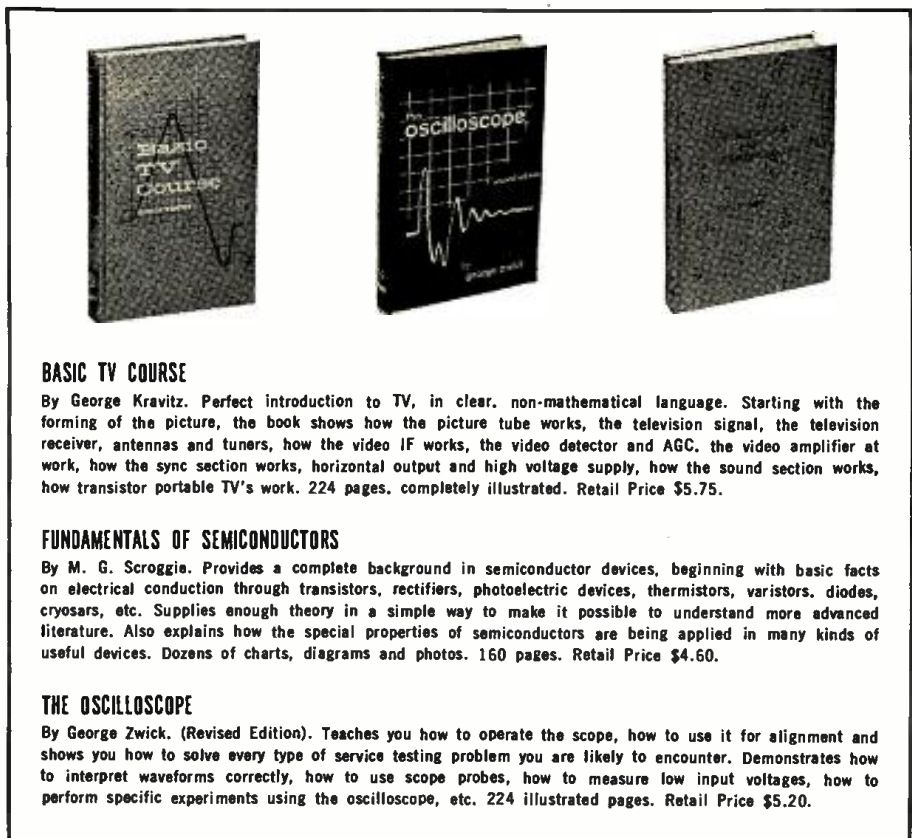 Basic
TV
Course
the
oscilloscope
by
george zwick
BASIC TV COURSE
By George Kravitz. Perfect introduction to TV, in clear. non-mathematical language. Starting with the
forming of the picture, the book shows how the picture tube works, the television signal, the television
receiver, antennas and tuners, how the video IF works, the video detector and AGC. the video amplifier at
work, how the sync section works, horizontal output and high voltage supply, how the sound section works,
how transistor portable TV's work. 224 pages. completely illustrated. Retail Price $5.75.
FUNDAMENTALS OF SEMICONDUCTORS
By M. G. Scroggie. Provides a complete background in semiconductor devices, beginning with basic facts
on electrical conduction through transistors, rectifiers, photoelectric devices, thermistors, varistors. diodes,
cryosars, etc. Supplies enough theory in a simple way to make it possible to understand more advanced
literature. Also explains how the special properties of semiconductors are being applied in many kinds of
useful devices. Dozens of charts, diagrams and photos. 160 pages. Retail Price $4.60.
THE OSCILLOSCOPE
By George Zwick. (Revised Edition). Teaches you how to operate the scope, how to use it for alignment and
shows you how to solve every type of service testing problem you are likely to encounter. Demonstrates how
to interpret waveforms correctly, how to use scope probes, how to measure low input voltages, how to
perform specific experiments using the oscilloscope, etc. 224 illustrated pages. Retail Price $5.20.